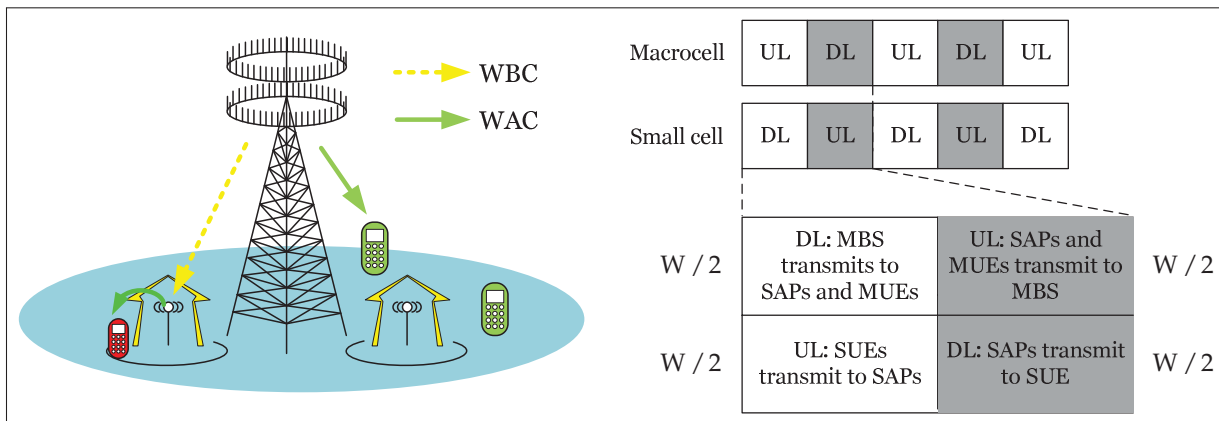 WBC
WAC
Macrocell
UL DL UL DL UL
Small cell
DL UL DL UL DL
W / 2
DL: MBS
transmits to
SAPs and MUEs
UL: SAPs and
MUEs transmit to
MBS
W / 2
W / 2
UL: SUEs
transmit to SAPs
DL: SAPs transmit
to SUE
W / 2